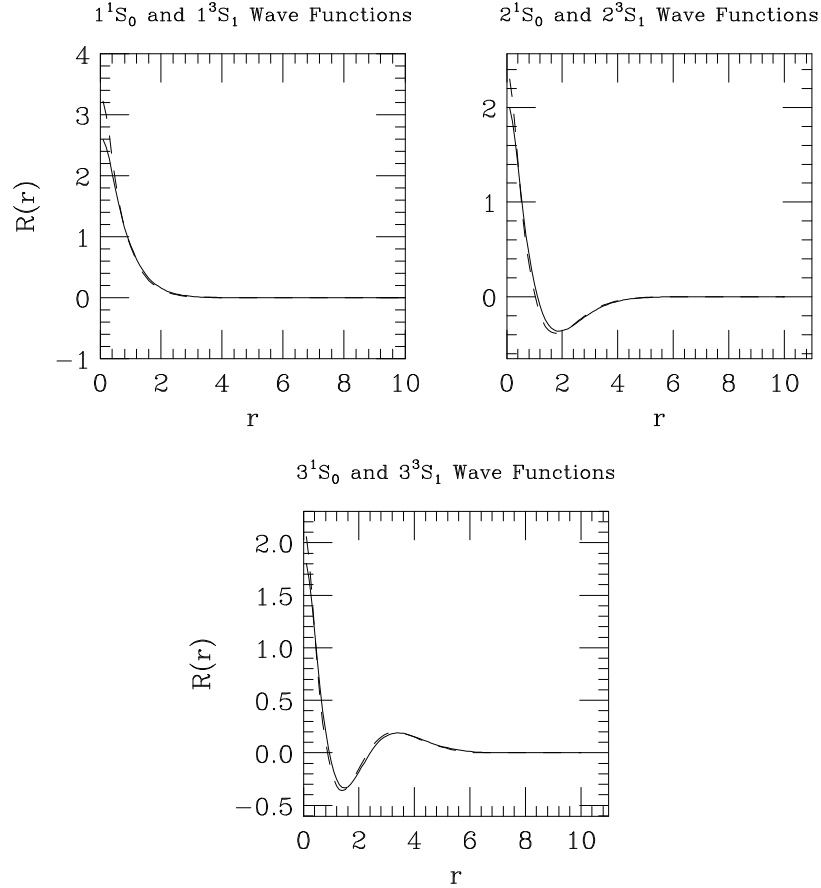 1¹S₀ and 1³S₁ Wave Functions
4
3
2
1
0
−1
R(r)
0 2 4 6 8 10
r
2¹S₀ and 2³S₁ Wave Functions
2
1
0
0 2 4 6 8 10
r
3¹S₀ and 3³S₁ Wave Functions
2.0
1.5
1.0
0.5
0.0
−0.5
R(r)
0 2 4 6 8 10
r